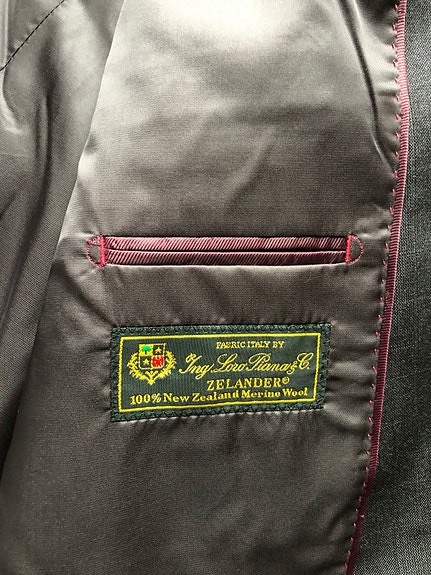 FABRIC ITALY BY
Ing. Loro Piana & C.
ZELANDER®
100% New Zealand Merino Wool